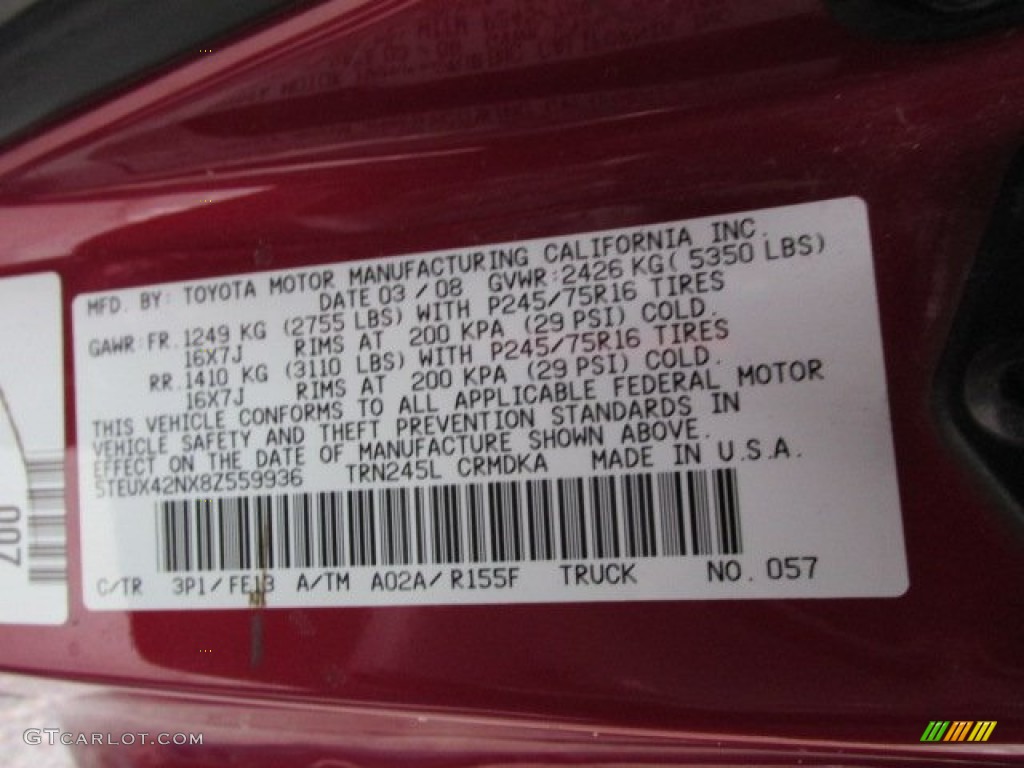 MFD. BY: TOYOTA MOTOR MANUFACTURING CALIFORNIA INC.
DATE 03 / 08 GVWR: 2426 KG ( 5350 LBS)
GAWR: FR. 1249 KG (2755 LBS) WITH P245/75R16 TIRES
16X7J RIMS AT 200 KPA (29 PSI) COLD.
RR. 1410 KG (3110 LBS) WITH P245/75R16 TIRES
16X7J RIMS AT 200 KPA (29 PSI) COLD.
THIS VEHICLE CONFORMS TO ALL APPLICABLE FEDERAL MOTOR
VEHICLE SAFETY AND THEFT PREVENTION STANDARDS IN
EFFECT ON THE DATE OF MANUFACTURE SHOWN ABOVE.
5TEUX42NX8Z559936 TRN245L CRMDKA MADE IN U.S.A.
C/TR 3P1/FE13 A/TM A02A/R155F TRUCK NO. 057
007
GTCARLOT.COM